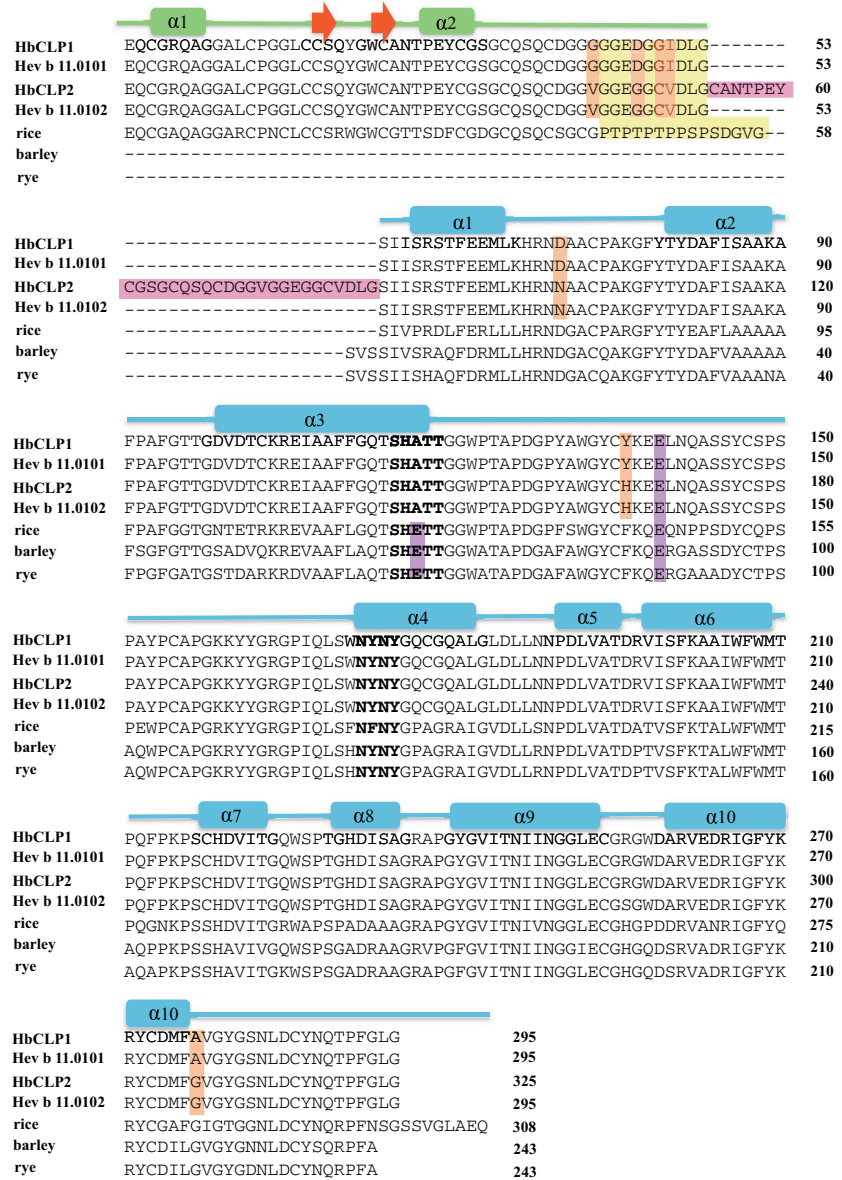 α1 α2
HbCLP1 EQCGRQAGGALCPGGLCCSQYGWCANTPEYCGSGCQSQCDGGGGGEDGGIDLG------- 53
Hev b 11.0101 EQCGRQAGGALCPGGLCCSQYGWCANTPEYCGSGCQSQCDGGGGGEDGGIDLG------- 53
HbCLP2 EQCGRQAGGALCPGGLCCSQYGWCANTPEYCGSGCQSQCDGGVGGEGGCVDLGCANTPEY 60
Hev b 11.0102 EQCGRQAGGALCPGGLCCSQYGWCANTPEYCGSGCQSQCDGGVGGEGGCVDLG------- 53
rice EQCGAQAGGARCPNCLCCSRWGWCGTTSDFCGDGCQSQCSGCGPTPTPTPPSPSDGVG-- 58
barley ------------------------------------------------------------
rye ------------------------------------------------------------
α1 α2
HbCLP1 -----------------------SIISRSTFEEMLKHRNDAACPAKGFYTYDAFISAAKA 90
Hev b 11.0101 -----------------------SIISRSTFEEMLKHRNDAACPAKGFYTYDAFISAAKA 90
HbCLP2 CGSGCQSQCDGGVGGEGGCVDLGSIISRSTFEEMLKHRNNAACPAKGFYTYDAFISAAKA 120
Hev b 11.0102 -----------------------SIISRSTFEEMLKHRNNAACPAKGFYTYDAFISAAKA 90
rice -----------------------SIVPRDLFERLLLHRNDGACPARGFYTYEAFLAAAAA 95
barley --------------------SVSSIVSRAQFDRMLLHRNDGACQAKGFYTYDAFVAAAAA 40
rye --------------------SVSSIISHAQFDRMLLHRNDGACQAKGFYTYDAFVAAANA 40
α3
HbCLP1 FPAFGTTGDVDTCKREIAAFFGQTSHATTGGWPTAPDGPYAWGYCYKEELNQASSYCSPS 150
Hev b 11.0101 FPAFGTTGDVDTCKREIAAFFGQTSHATTGGWPTAPDGPYAWGYCYKEELNQASSYCSPS 150
HbCLP2 FPAFGTTGDVDTCKREIAAFFGQTSHATTGGWPTAPDGPYAWGYCHKEELNQASSYCSPS 180
Hev b 11.0102 FPAFGTTGDVDTCKREIAAFFGQTSHATTGGWPTAPDGPYAWGYCHKEELNQASSYCSPS 150
rice FPAFGGTGNTETRKREVAAFLGQTSHETTGGWPTAPDGPFSWGYCFKQEQNPPSDYCQPS 155
barley FSGFGTTGSADVQKREVAAFLAQTSHETTGGWATAPDGAFAWGYCFKQERGASSDYCTPS 100
rye FPGFGATGSTDARKRDVAAFLAQTSHETTGGWATAPDGAFAWGYCFKQERGAAADYCTPS 100
α4 α5 α6
HbCLP1 PAYPCAPGKKYYGRGPIQLSWNYNYGQCGQALGLDLLNNPDLVATDRVISFKAAIWFWMT 210
Hev b 11.0101 PAYPCAPGKKYYGRGPIQLSWNYNYGQCGQALGLDLLNNPDLVATDRVISFKAAIWFWMT 210
HbCLP2 PAYPCAPGKKYYGRGPIQLSWNYNYGQCGQALGLDLLNNPDLVATDRVISFKAAIWFWMT 240
Hev b 11.0102 PAYPCAPGKKYYGRGPIQLSWNYNYGQCGQALGLDLLNNPDLVATDRVISFKAAIWFWMT 210
rice PEWPCAPGRKYYGRGPIQLSFNFNYGPAGRAIGVDLLSNPDLVATDATVSFKTALWFWMT 215
barley AQWPCAPGKRYYGRGPIQLSHNYNYGPAGRAIGVDLLRNPDLVATDPTVSFKTALWFWMT 160
rye AQWPCAPGKRYYGRGPIQLSHNYNYGPAGRAIGVDLLRNPDLVATDPTVSFKTALWFWMT 160
α7 α8 α9 α10
HbCLP1 PQFPKPSCHDVITGQWSPTGHDISAGRAPGYGVITNIINGGLECGRGWDARVEDRIGFYK 270
Hev b 11.0101 PQFPKPSCHDVITGQWSPTGHDISAGRAPGYGVITNIINGGLECGRGWDARVEDRIGFYK 270
HbCLP2 PQFPKPSCHDVITGQWSPTGHDISAGRAPGYGVITNIINGGLECGRGWDARVEDRIGFYK 300
Hev b 11.0102 PQFPKPSCHDVITGQWSPTGHDISAGRAPGYGVITNIINGGLECGSGWDARVEDRIGFYK 270
rice PQGNKPSSHDVITGRWAPSPADAAAGRAPGYGVITNIVNGGLECGHGPDDRVANRIGFYQ 275
barley AQPPKPSSHAVIVGQWSPSGADRAAGRVPGFGVITNIINGGIECGHGQDSRVADRIGFYK 210
rye AQAPKPSSHAVITGKWSPSGADRAAGRAPGFGVITNIINGGLECGHGQDSRVADRIGFYK 210
α10
HbCLP1 RYCDMFAVGYGSNLDCYNQTPFGLG 295
Hev b 11.0101 RYCDMFAVGYGSNLDCYNQTPFGLG 295
HbCLP2 RYCDMFGVGYGSNLDCYNQTPFGLG 325
Hev b 11.0102 RYCDMFGVGYGSNLDCYNQTPFGLG 295
rice RYCGAFGIGTGGNLDCYNQRPFNSGSSVGLAEQ 308
barley RYCDILGVGYGNNLDCYSQRPFA 243
rye RYCDILGVGYGDNLDCYNQRPFA 243